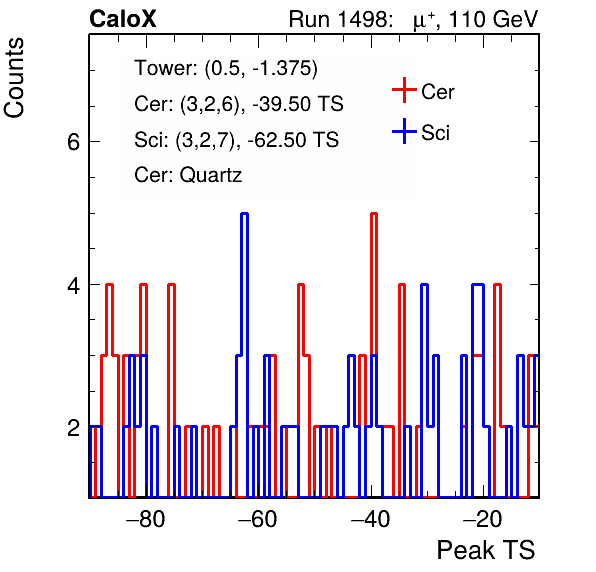 CaloX Run 1498: μ⁺, 110 GeV
Counts
Tower: (0.5, -1.375)
Cer: (3,2,6), -39.50 TS
Sci: (3,2,7), -62.50 TS
Cer: Quartz
Cer
Sci
6
4
2
−80 −60 −40 −20
Peak TS